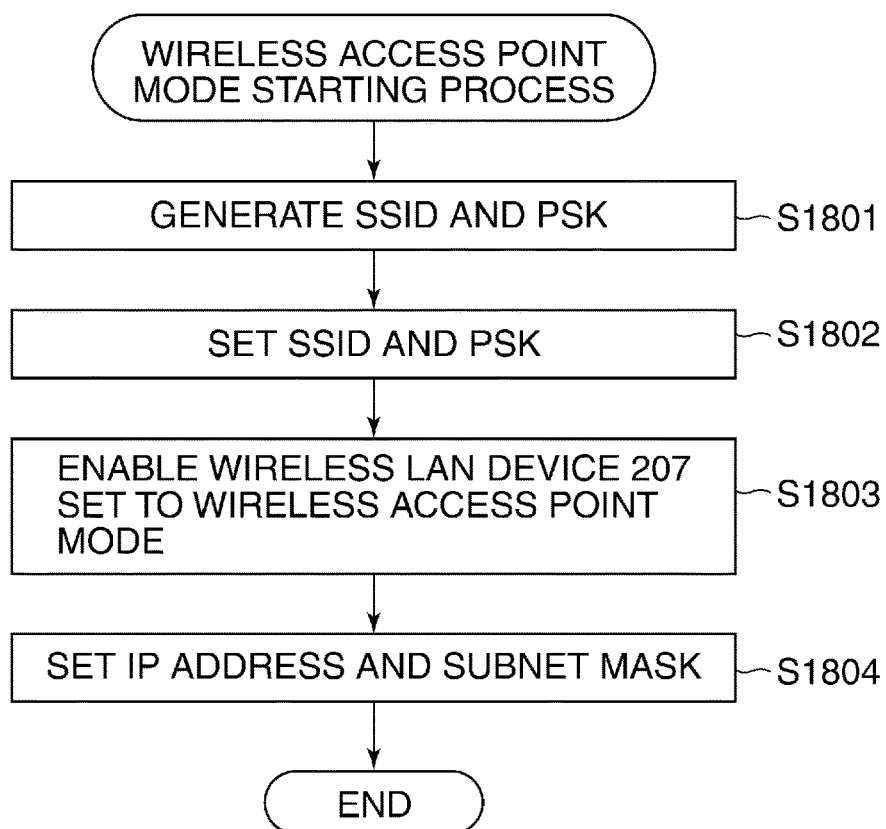 WIRELESS ACCESS POINT
MODE STARTING PROCESS
GENERATE SSID AND PSK
S1801
SET SSID AND PSK
S1802
ENABLE WIRELESS LAN DEVICE 207
SET TO WIRELESS ACCESS POINT
MODE
S1803
SET IP ADDRESS AND SUBNET MASK
S1804
END